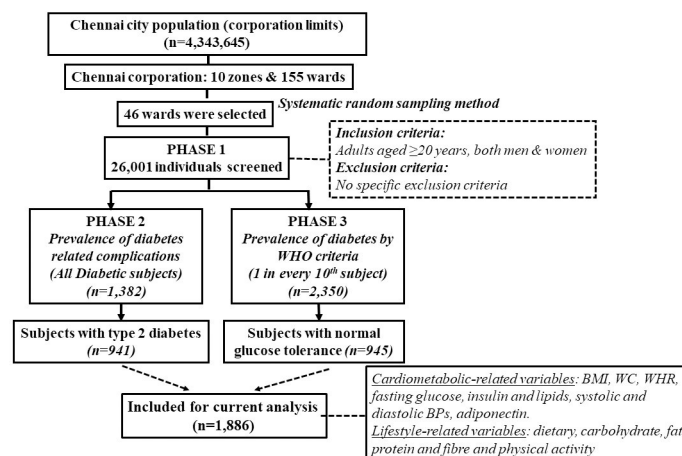 Chennai city population (corporation limits)
(n=4,343,645)
Chennai corporation: 10 zones & 155 wards
Systematic random sampling method
46 wards were selected
PHASE 1
26,001 individuals screened
Inclusion criteria:
Adults aged ≥20 years, both men & women
Exclusion criteria:
No specific exclusion criteria
PHASE 2
Prevalence of diabetes
related complications
(All Diabetic subjects)
(n=1,382)
PHASE 3
Prevalence of diabetes by
WHO criteria
(1 in every 10th subject)
(n=2,350)
Subjects with type 2 diabetes
(n=941)
Subjects with normal
glucose tolerance (n=945)
Included for current analysis
(n=1,886)
Cardiometabolic-related variables: BMI, WC, WHR,
fasting glucose, insulin and lipids, systolic and
diastolic BPs, adiponectin.
Lifestyle-related variables: dietary, carbohydrate, fat
protein and fibre and physical activity